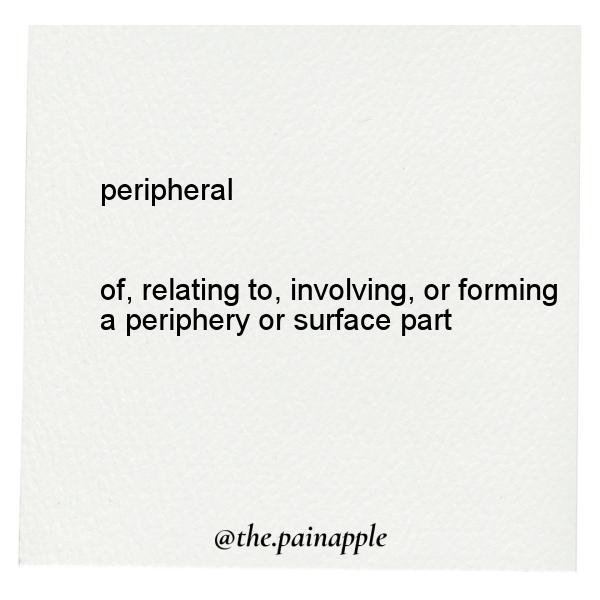 peripheral
of, relating to, involving, or forming
a periphery or surface part
@the.painapple